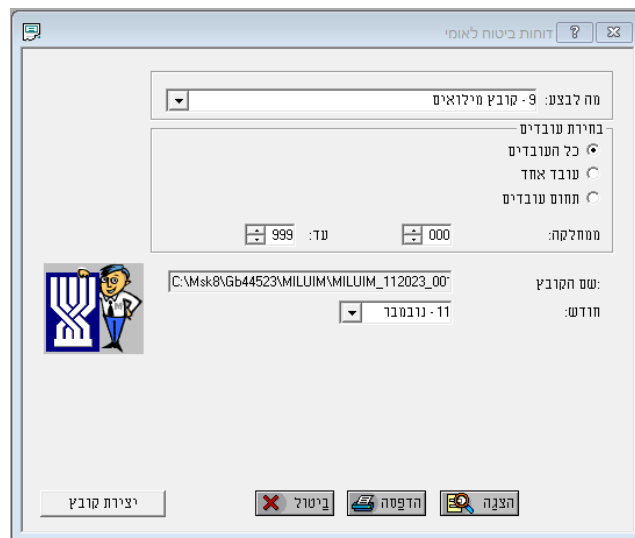 דוחות ביטוח לאומי
מה לבצע: 9 - קובץ מילואים
בחירת עובדים
כל העובדים
עובד אחד
תחום עובדים
ממחלקה: 000 עד: 999
שם הקובץ: C:\Msk8\Gb44523\MILUIM\MILUIM_112023_00
חודש: 11 - נובמבר
הצגה הדפסה ביטול יצירת קובץ